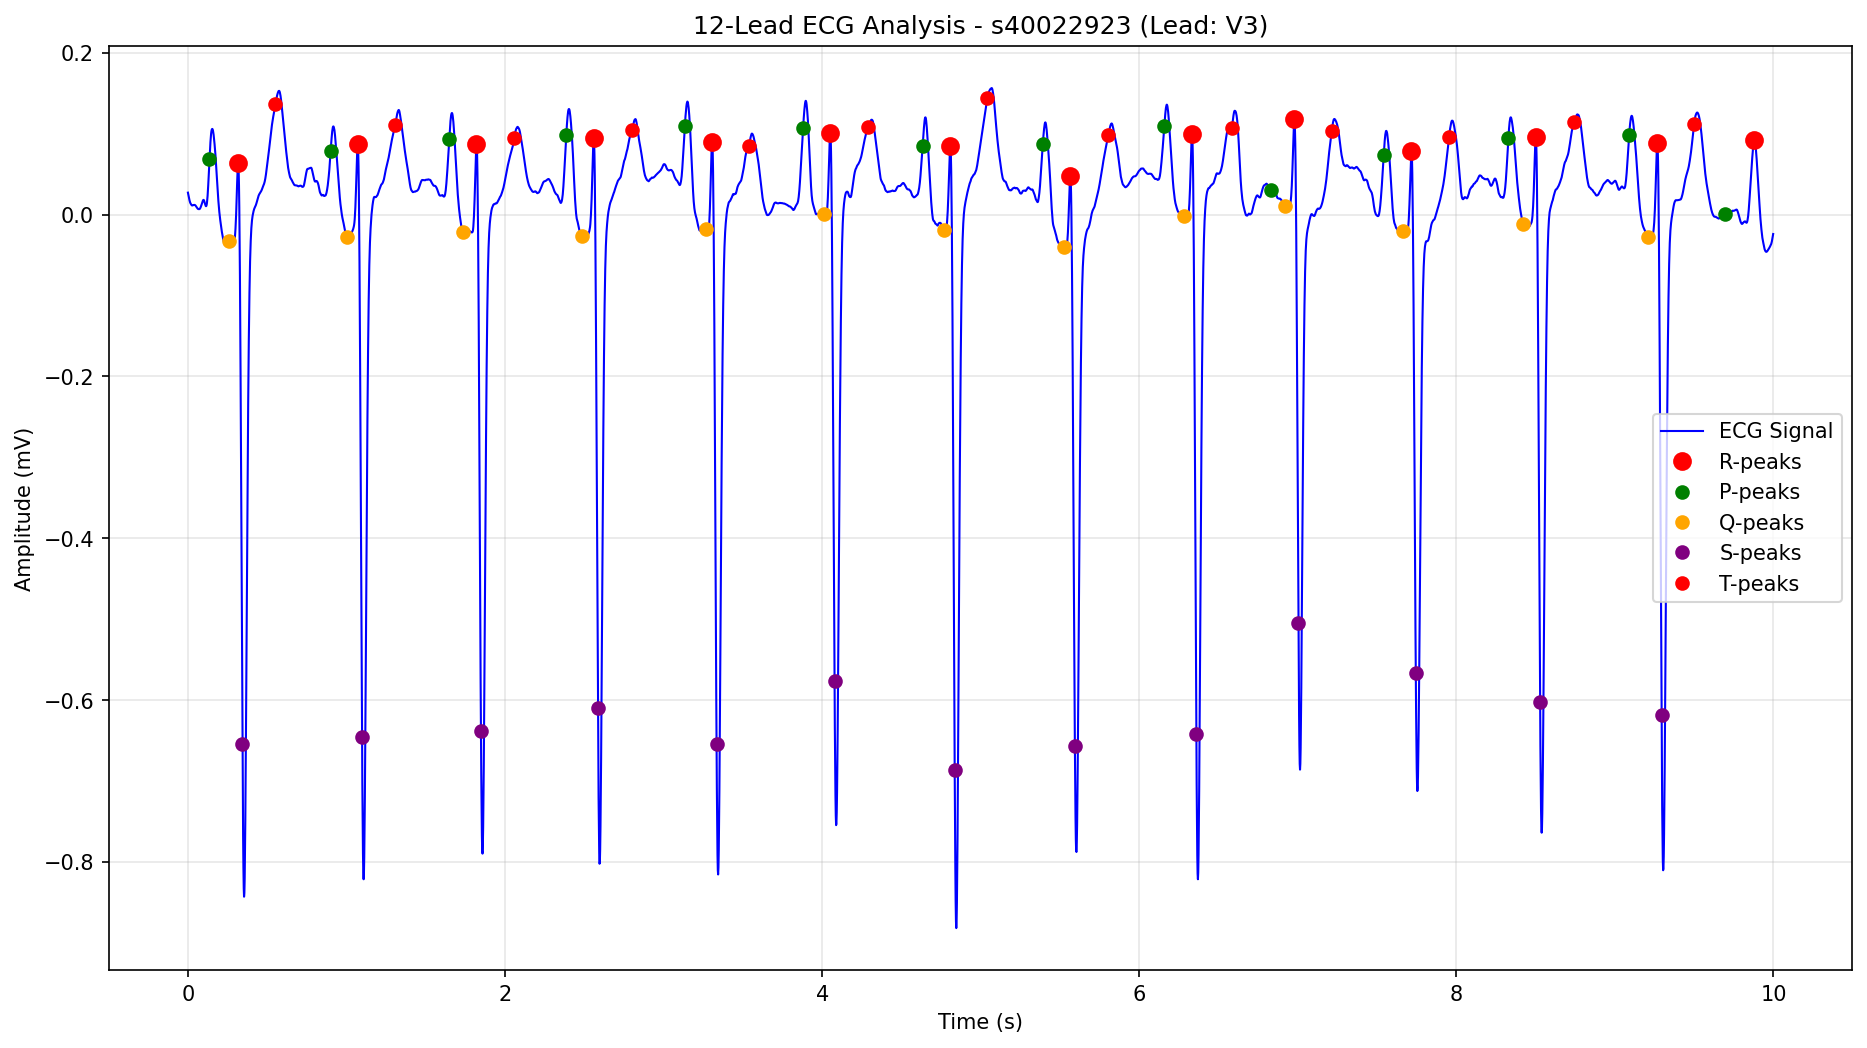 12-Lead ECG Analysis - s40022923 (Lead: V3)
Amplitude (mV)
0.2
0.0
−0.2
−0.4
−0.6
−0.8
ECG Signal
R-peaks
P-peaks
Q-peaks
S-peaks
T-peaks
0 2 4 6 8 10
Time (s)